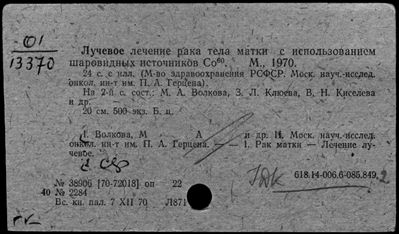 01
13370
Лучевое лечение рака тела матки с использованием
шаровидных источников Co⁶⁰. М., 1970.
24 с. с илл. (М-во здравоохранения РСФСР. Моск. науч.-исслед.
онкол. ин-т им. П. А. Герцена).
На 2-й с. сост.: М. А. Волкова, З. Л. Клюева, В. Н. Киселева
и др. —
20 см. 500 экз. Б. ц.
I. Волкова, М А и др. II. Моск. науч.-исслед.
онкол. ин-т им. П. А. Герцена. — 1. Рак матки — Лечение лу-
чевое.
№ 38906 [70-72018] оп 22
40 № 2284
Вс. кн. пал. 7 XII 70 Л871
618.14-006.6-085.849.2